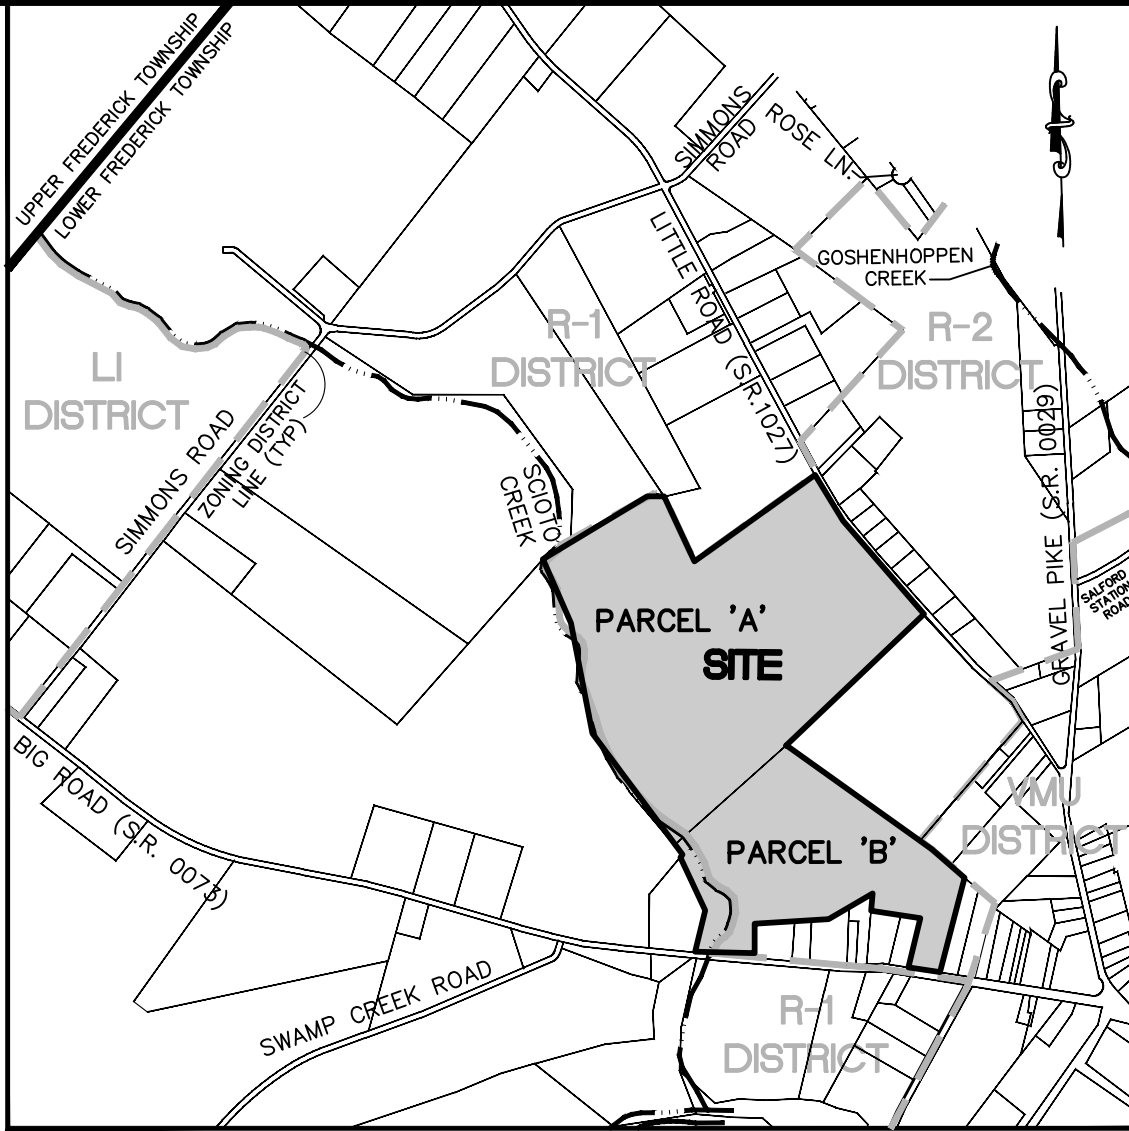 UPPER FREDERICK TOWNSHIP
LOWER FREDERICK TOWNSHIP
SIMMONS
ROAD
ROSE LN.
LITTLE ROAD (S.R.1027)
GOSHENHOPPEN
CREEK
R-1
DISTRICT
R-2
DISTRICT
LI
DISTRICT
SIMMONS ROAD
ZONING DISTRICT
LINE (TYP)
SCIOTO
CREEK
GRAVEL PIKE (S.R. 0029)
SALFORD
STATION
ROAD
PARCEL 'A'
SITE
BIG ROAD (S.R. 0073)
VMU
DISTRICT
PARCEL 'B'
SWAMP CREEK ROAD
R-1
DISTRICT